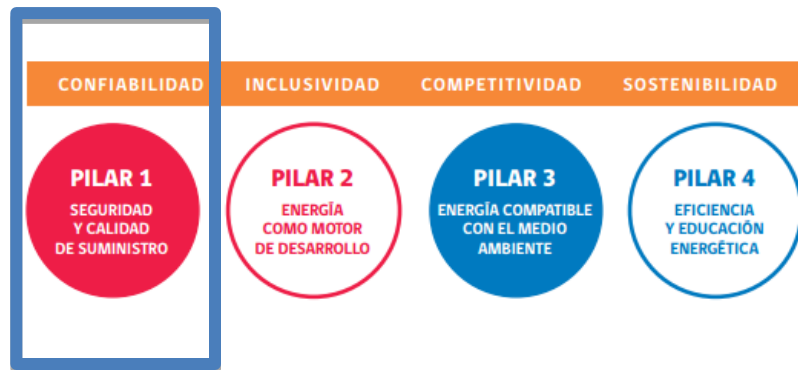 CONFIABILIDAD INCLUSIVIDAD COMPETITIVIDAD SOSTENIBILIDAD
PILAR 1
SEGURIDAD
Y CALIDAD
DE SUMINISTRO
PILAR 2
ENERGÍA
COMO MOTOR
DE DESARROLLO
PILAR 3
ENERGÍA COMPATIBLE
CON EL MEDIO
AMBIENTE
PILAR 4
EFICIENCIA
Y EDUCACIÓN
ENERGÉTICA